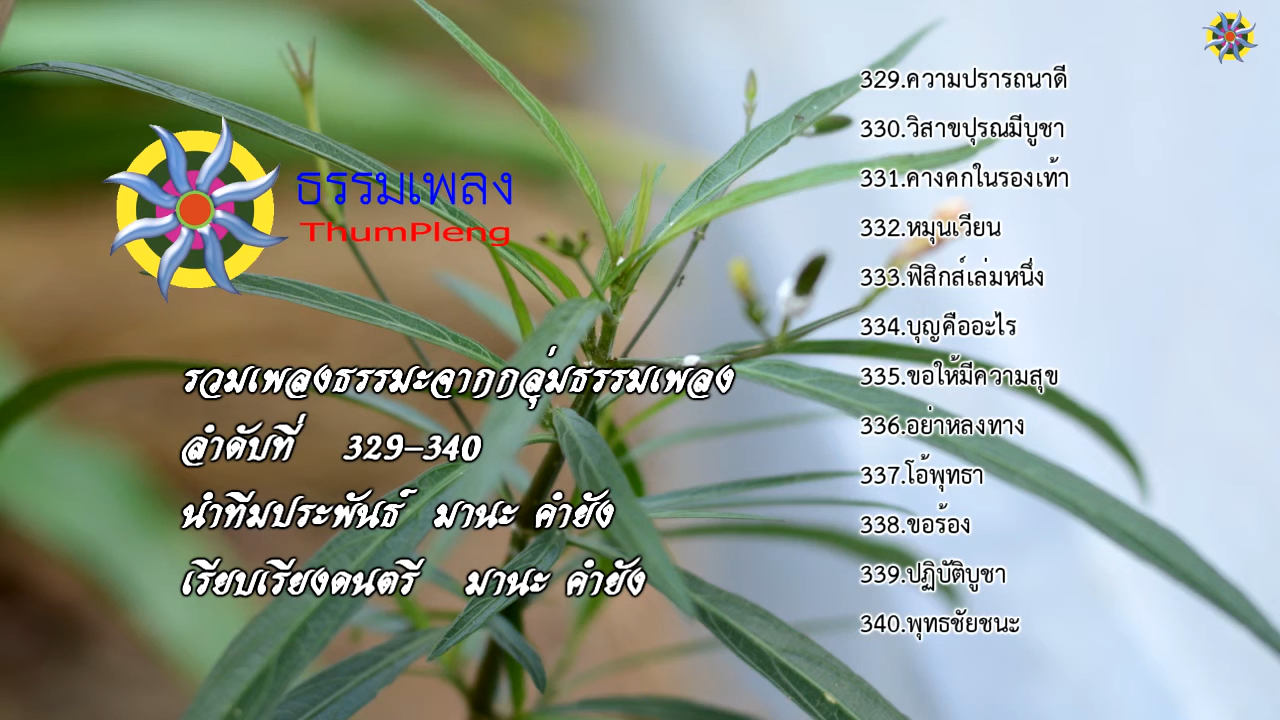 ธรรมเพลง
ThumPleng
รวมเพลงธรรมะจากกลุ่มธรรมเพลง
ลำดับที่ 329-340
นำทีมประพันธ์ มานะ คำยัง
เรียบเรียงดนตรี มานะ คำยัง
329.ความปรารถนาดี
330.วิสาขปุรณมีบูชา
331.คางคกในรองเท้า
332.หมุนเวียน
333.ฟิสิกส์เล่มหนึ่ง
334.บุญคืออะไร
335.ขอให้มีความสุข
336.อย่าหลงทาง
337.โอ้พุทธา
338.ขอร้อง
339.ปฏิบัติบูชา
340.พุทธชัยชนะ